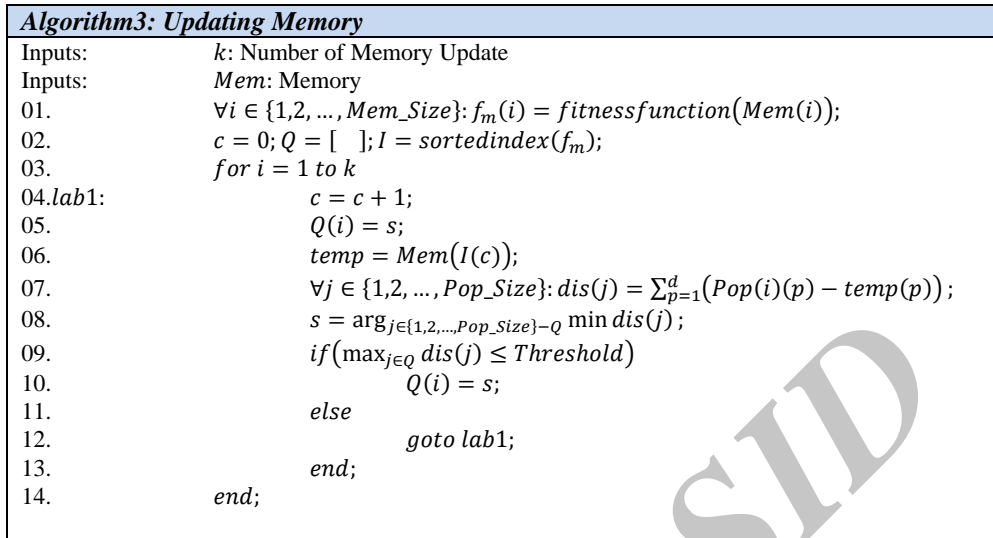 Algorithm3: Updating Memory
Inputs: k: Number of Memory Update
Inputs: Mem: Memory
01. ∀i ∈ {1,2, … , Mem_Size}: f_m(i) = fitnessfunction(Mem(i));
02. c = 0; Q = [ ]; I = sortedindex(f_m);
03. for i = 1 to k
04. lab1: c = c + 1;
05. Q(i) = s;
06. temp = Mem(I(c));
07. ∀j ∈ {1,2, … , Pop_Size}: dis(j) = ∑_{p=1}^{d}(Pop(i)(p) − temp(p));
08. s = arg_{j∈{1,2,…,Pop_Size}−Q} min dis(j);
09. if(max_{j∈Q} dis(j) ≤ Threshold)
10. Q(i) = s;
11. else
12. goto lab1;
13. end;
14. end;
SID